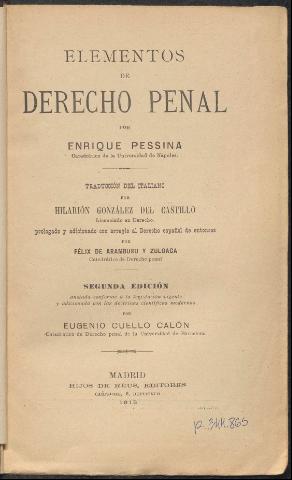 ELEMENTOS
DE
DERECHO PENAL
POR
ENRIQUE PESSINA
Catedrático de la Universidad de Nápoles.
TRADUCCIÓN DEL ITALIANO
POR
HILARIÓN GONZÁLEZ DEL CASTILLO
Licenciado en Derecho
prologado y adicionado con arreglo al Derecho español de entonces
POR
FÉLIX DE ARAMBURU Y ZULOAGA
Catedrático de Derecho penal
SEGUNDA EDICIÓN
anotada conforme a la legislación vigente
y adicionada con las doctrinas científicas modernas
POR
EUGENIO CUELLO CALÓN
Catedrático de Derecho penal de la Universidad de Barcelona.
MADRID
HIJOS DE REUS, EDITORES